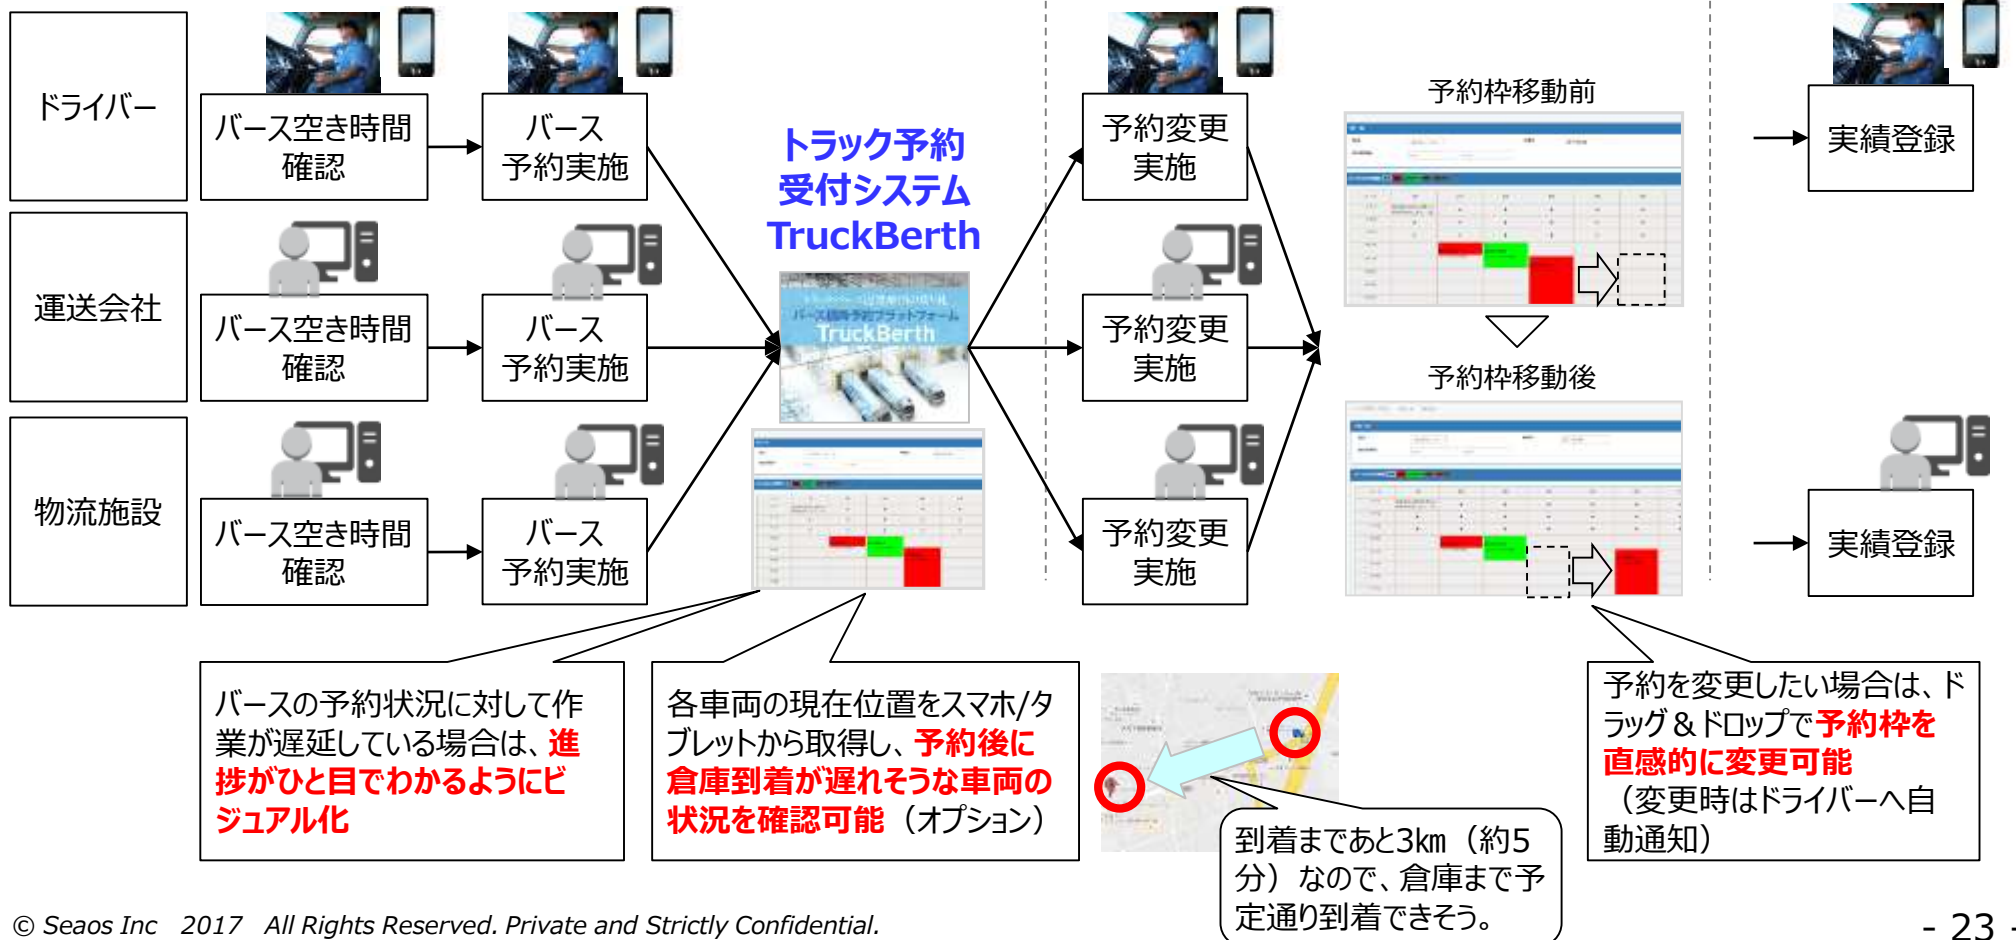 ドライバー
バース空き時間
確認
バース
予約実施
トラック予約
受付システム
TruckBerth
予約変更
実施
予約枠移動前
実績登録
運送会社
バース空き時間
確認
バース
予約実施
バース
TruckBerth
予約変更
実施
予約枠移動後
物流施設
バース空き時間
確認
バース
予約実施
予約変更
実施
実績登録
バースの予約状況に対して作
業が遅延している場合は、進
捗がひと目でわかるようにビ
ジュアル化
各車両の現在位置をスマホ/タ
ブレットから取得し、予約後に
倉庫到着が遅れそうな車両の
状況を確認可能（オプション）
到着まであと3㎞（約5
分）なので、倉庫まで予
定通り到着できそう。
予約を変更したい場合は、ド
ラッグ＆ドロップで予約枠を
直感的に変更可能
（変更時はドライバーへ自
動通知）
© Seaos Inc 2017 All Rights Reserved. Private and Strictly Confidential.
- 23